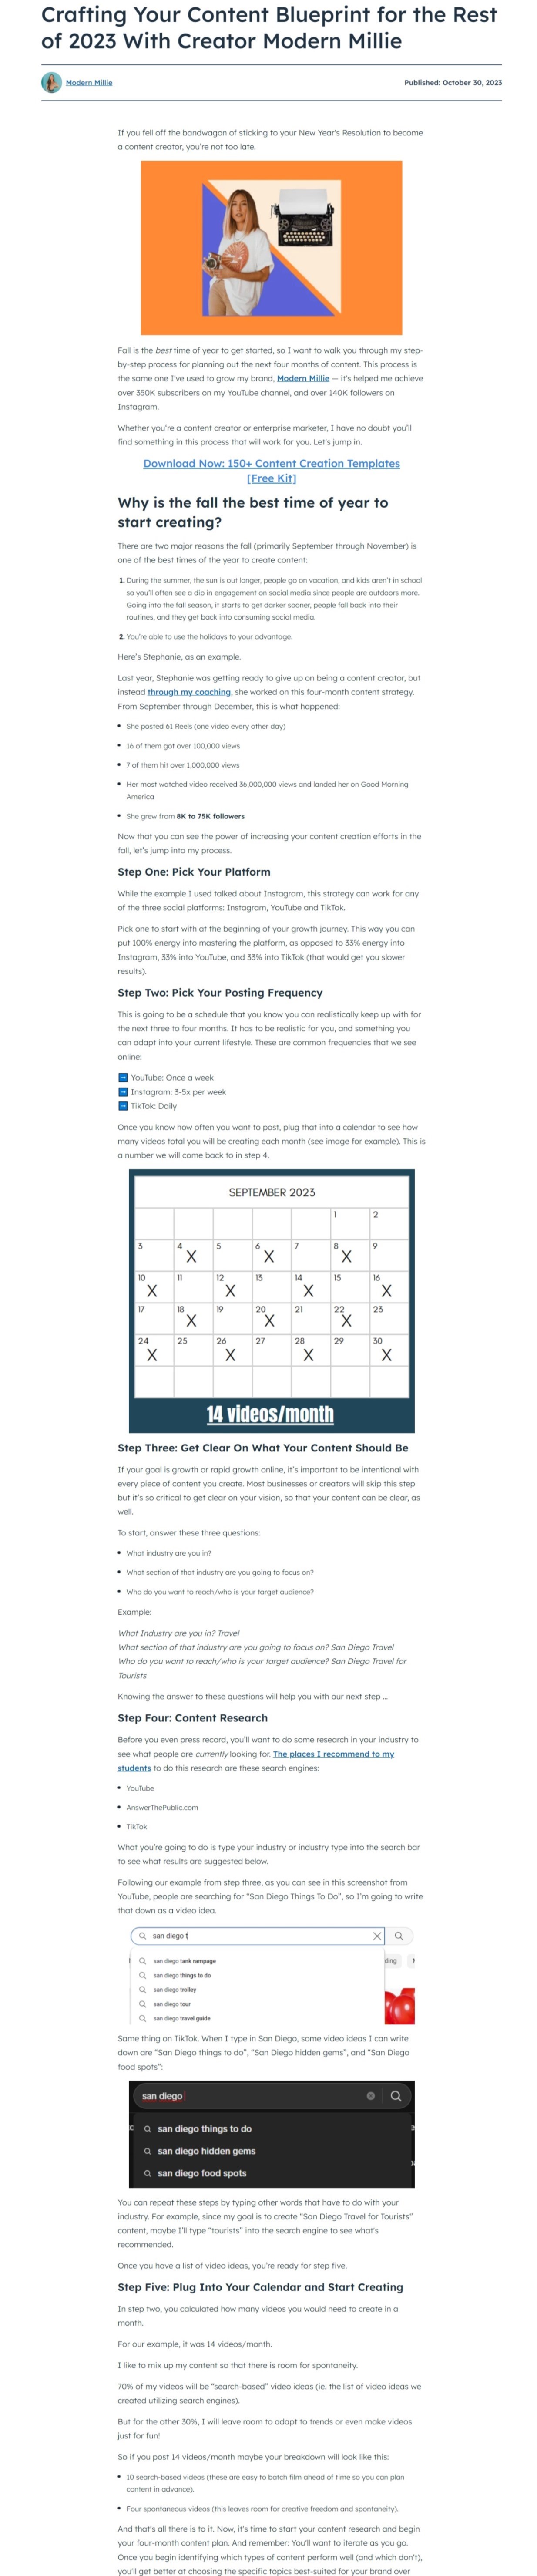 Crafting Your Content Blueprint for the Rest
of 2023 With Creator Modern Millie
Modern Millie
Published: October 30, 2023
If you fell off the bandwagon of sticking to your New Year's Resolution to become
a content creator, you're not too late.
Fall is the best time of year to get started, so I want to walk you through my step-
by-step process for planning out the next four months of content. This process is
the same one I've used to grow my brand, Modern Millie — it's helped me achieve
over 350K subscribers on my YouTube channel, and over 140K followers on
Instagram.
Whether you're a content creator or enterprise marketer, I have no doubt you'll
find something in this process that will work for you. Let's jump in.
Download Now: 150+ Content Creation Templates
[Free Kit]
Why is the fall the best time of year to
start creating?
There are two major reasons the fall (primarily September through November) is
one of the best times of the year to create content:
1. During the summer, the sun is out longer, people go on vacation, and kids aren't in school
so you'll often see a dip in engagement on social media since people are outdoors more.
Going into the fall season, it starts to get darker sooner, people fall back into their
routines, and they get back into consuming social media.
2. You're able to use the holidays to your advantage.
Here's Stephanie, as an example.
Last year, Stephanie was getting ready to give up on being a content creator, but
instead through my coaching, she worked on this four-month content strategy.
From September through December, this is what happened:
• She posted 61 Reels (one video every other day)
• 16 of them got over 100,000 views
• 7 of them hit over 1,000,000 views
• Her most watched video received 36,000,000 views and landed her on Good Morning
America
• She grew from 8K to 75K followers
Now that you can see the power of increasing your content creation efforts in the
fall, let's jump into my process.
Step One: Pick Your Platform
While the example I used talked about Instagram, this strategy can work for any
of the three social platforms: Instagram, YouTube and TikTok.
Pick one to start with at the beginning of your growth journey. This way you can
put 100% energy into mastering the platform, as opposed to 33% energy into
Instagram, 33% into YouTube, and 33% into TikTok (that would get you slower
results).
Step Two: Pick Your Posting Frequency
This is going to be a schedule that you know you can realistically keep up with for
the next three to four months. It has to be realistic for you, and something you
can adapt into your current lifestyle. These are common frequencies that we see
online:
➡️ YouTube: Once a week
➡️ Instagram: 3-5x per week
➡️ TikTok: Daily
Once you know how often you want to post, plug that into a calendar to see how
many videos total you will be creating each month (see image for example). This is
a number we will come back to in step 4.
SEPTEMBER 2023
1 2
3 4 5 6 7 8 9
X X X
10 11 12 13 14 15 16
X X X X
17 18 19 20 21 22 23
X X X
24 25 26 27 28 29 30
X X X X
14 videos/month
Step Three: Get Clear On What Your Content Should Be
If your goal is growth or rapid growth online, it's important to be intentional with
every piece of content you create. Most businesses or creators will skip this step
but it's so critical to get clear on your vision, so that your content can be clear, as
well.
To start, answer these three questions:
• What industry are you in?
• What section of that industry are you going to focus on?
• Who do you want to reach/who is your target audience?
Example:
What Industry are you in? Travel
What section of that industry are you going to focus on? San Diego Travel
Who do you want to reach/who is your target audience? San Diego Travel for
Tourists
Knowing the answer to these questions will help you with our next step ...
Step Four: Content Research
Before you even press record, you'll want to do some research in your industry to
see what people are currently looking for. The places I recommend to my
students to do this research are these search engines:
• YouTube
• AnswerThePublic.com
• TikTok
What you're going to do is type your industry or industry type into the search bar
to see what results are suggested below.
Following our example from step three, as you can see in this screenshot from
YouTube, people are searching for "San Diego Things To Do", so I'm going to write
that down as a video idea.
san diego t
san diego tank rampage
ding
san diego things to do
san diego trolley
san diego tour
san diego travel guide
Same thing on TikTok. When I type in San Diego, some video ideas I can write
down are "San Diego things to do", "San Diego hidden gems", and "San Diego
food spots":
san diego
san diego things to do
san diego hidden gems
san diego food spots
You can repeat these steps by typing other words that have to do with your
industry. For example, since my goal is to create "San Diego Travel for Tourists"
content, maybe I'll type "tourists" into the search engine to see what's
recommended.
Once you have a list of video ideas, you're ready for step five.
Step Five: Plug Into Your Calendar and Start Creating
In step two, you calculated how many videos you would need to create in a
month.
For our example, it was 14 videos/month.
I like to mix up my content so that there is room for spontaneity.
70% of my videos will be "search-based" video ideas (ie. the list of video ideas we
created utilizing search engines).
But for the other 30%, I will leave room to adapt to trends or even make videos
just for fun!
So if you post 14 videos/month maybe your breakdown will look like this:
• 10 search-based videos (these are easy to batch film ahead of time so you can plan
content in advance).
• Four spontaneous videos (this leaves room for creative freedom and spontaneity).
And that's all there is to it. Now, it's time to start your content research and begin
your four-month content plan. And remember: You'll want to iterate as you go.
Once you begin identifying which types of content perform well (and which don't),
you'll get better at choosing the specific topics best-suited for your brand over